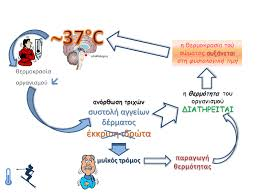 ~37°C
η θερμοκρασία του
σώματος αυξάνεται
στη φυσιολογική τιμή
θερμοκρασία
οργανισμού
η θερμότητα του
οργανισμού
ΔΙΑΤΗΡΕΙΤΑΙ
ανόρθωση τριχών
συστολή αγγείων
δέρματος
έκκριση ιδρώτα
μυϊκός τρόμος
παραγωγή
θερμότητας